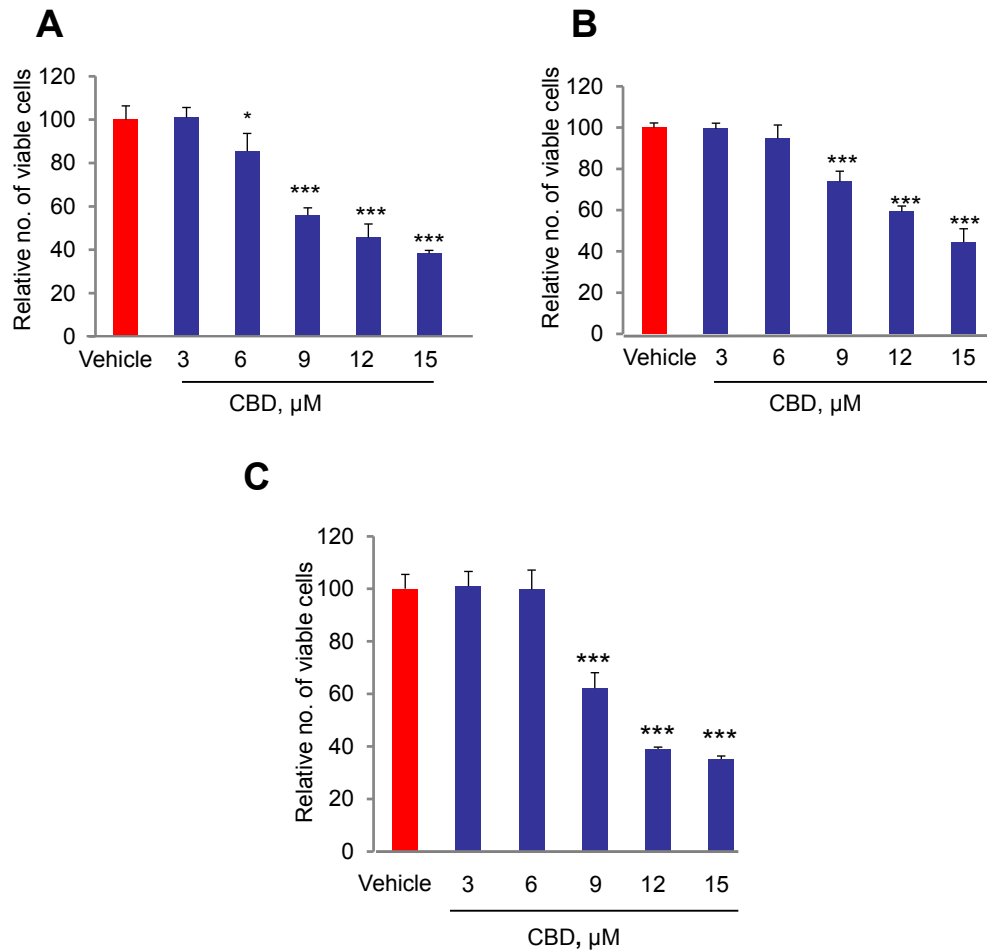 A
Relative no. of viable cells
120
100
80
60
40
20
0
*
***
***
***
Vehicle 3 6 9 12 15
CBD, µM
B
Relative no. of viable cells
120
100
80
60
40
20
0
***
***
***
Vehicle 3 6 9 12 15
CBD, µM
C
Relative no. of viable cells
120
100
80
60
40
20
0
***
***
***
Vehicle 3 6 9 12 15
CBD, µM